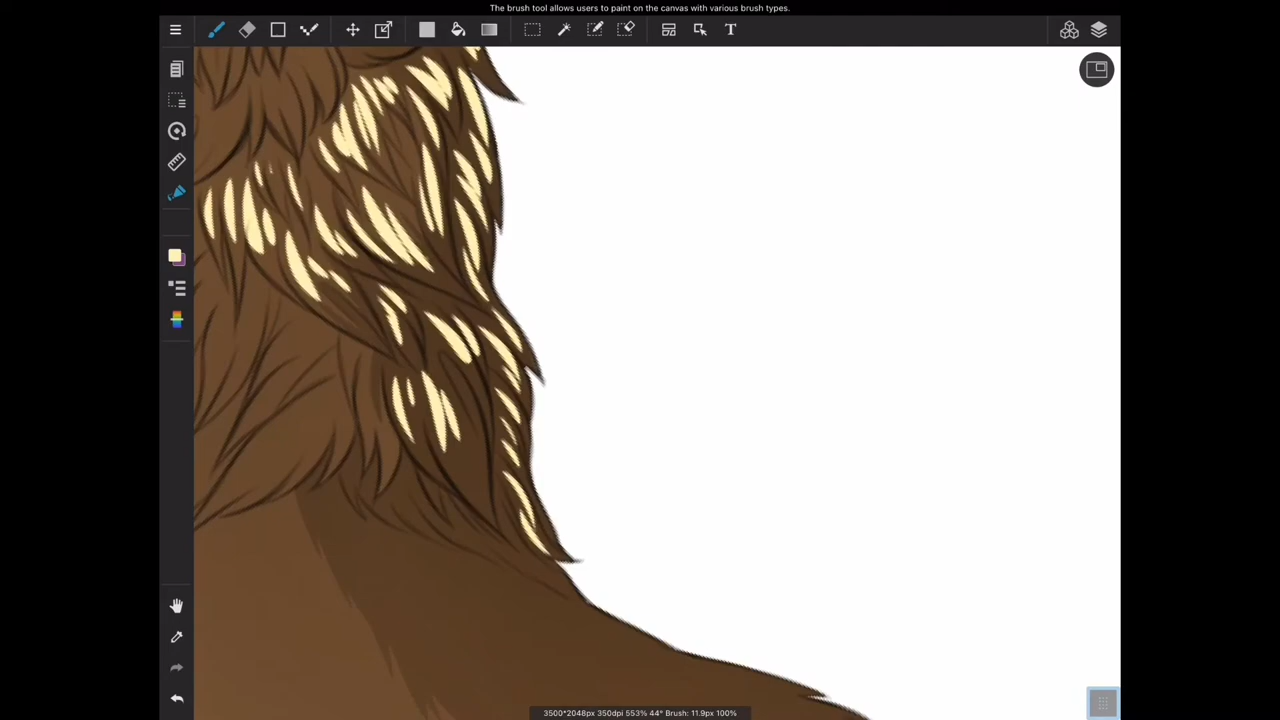 The brush tool allows users to paint on the canvas with various brush types.
T
3500*2048px 350dpi 553% 44° Brush: 11.9px 100%